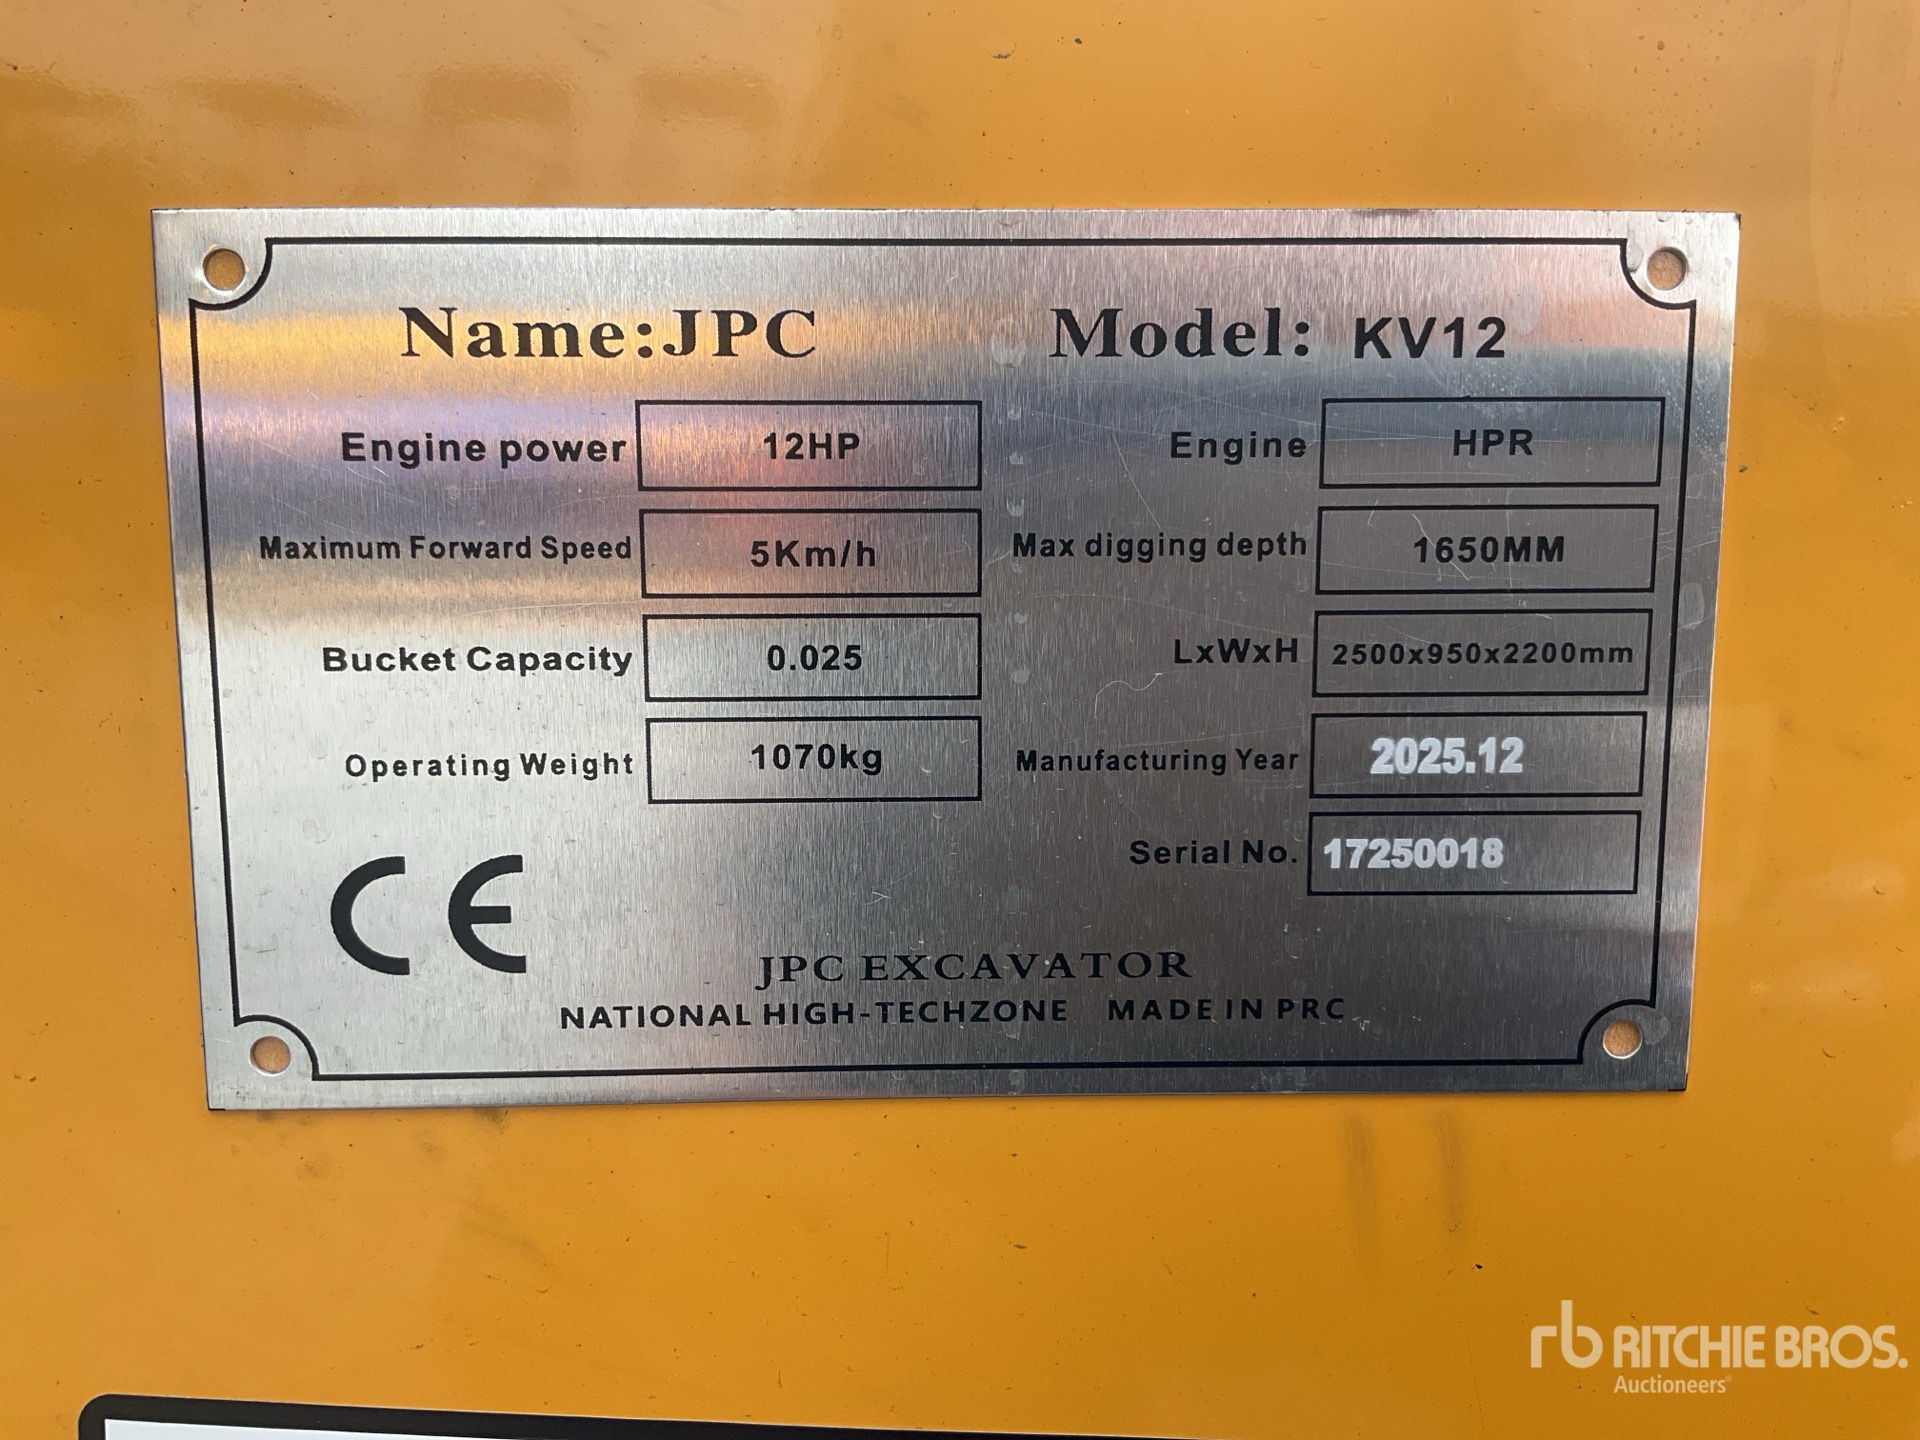 Name:JPC Model: KV12
Engine power 12HP Engine HPR
Maximum Forward Speed 5Km/h Max digging depth 1650MM
Bucket Capacity 0.025 LxWxH 2500x950x2200mm
Operating Weight 1070kg Manufacturing Year 2025.12
Serial No. 17250018
CE
JPC EXCAVATOR
NATIONAL HIGH-TECHZONE MADE IN PRC
rb RITCHIE BROS.
Auctioneers